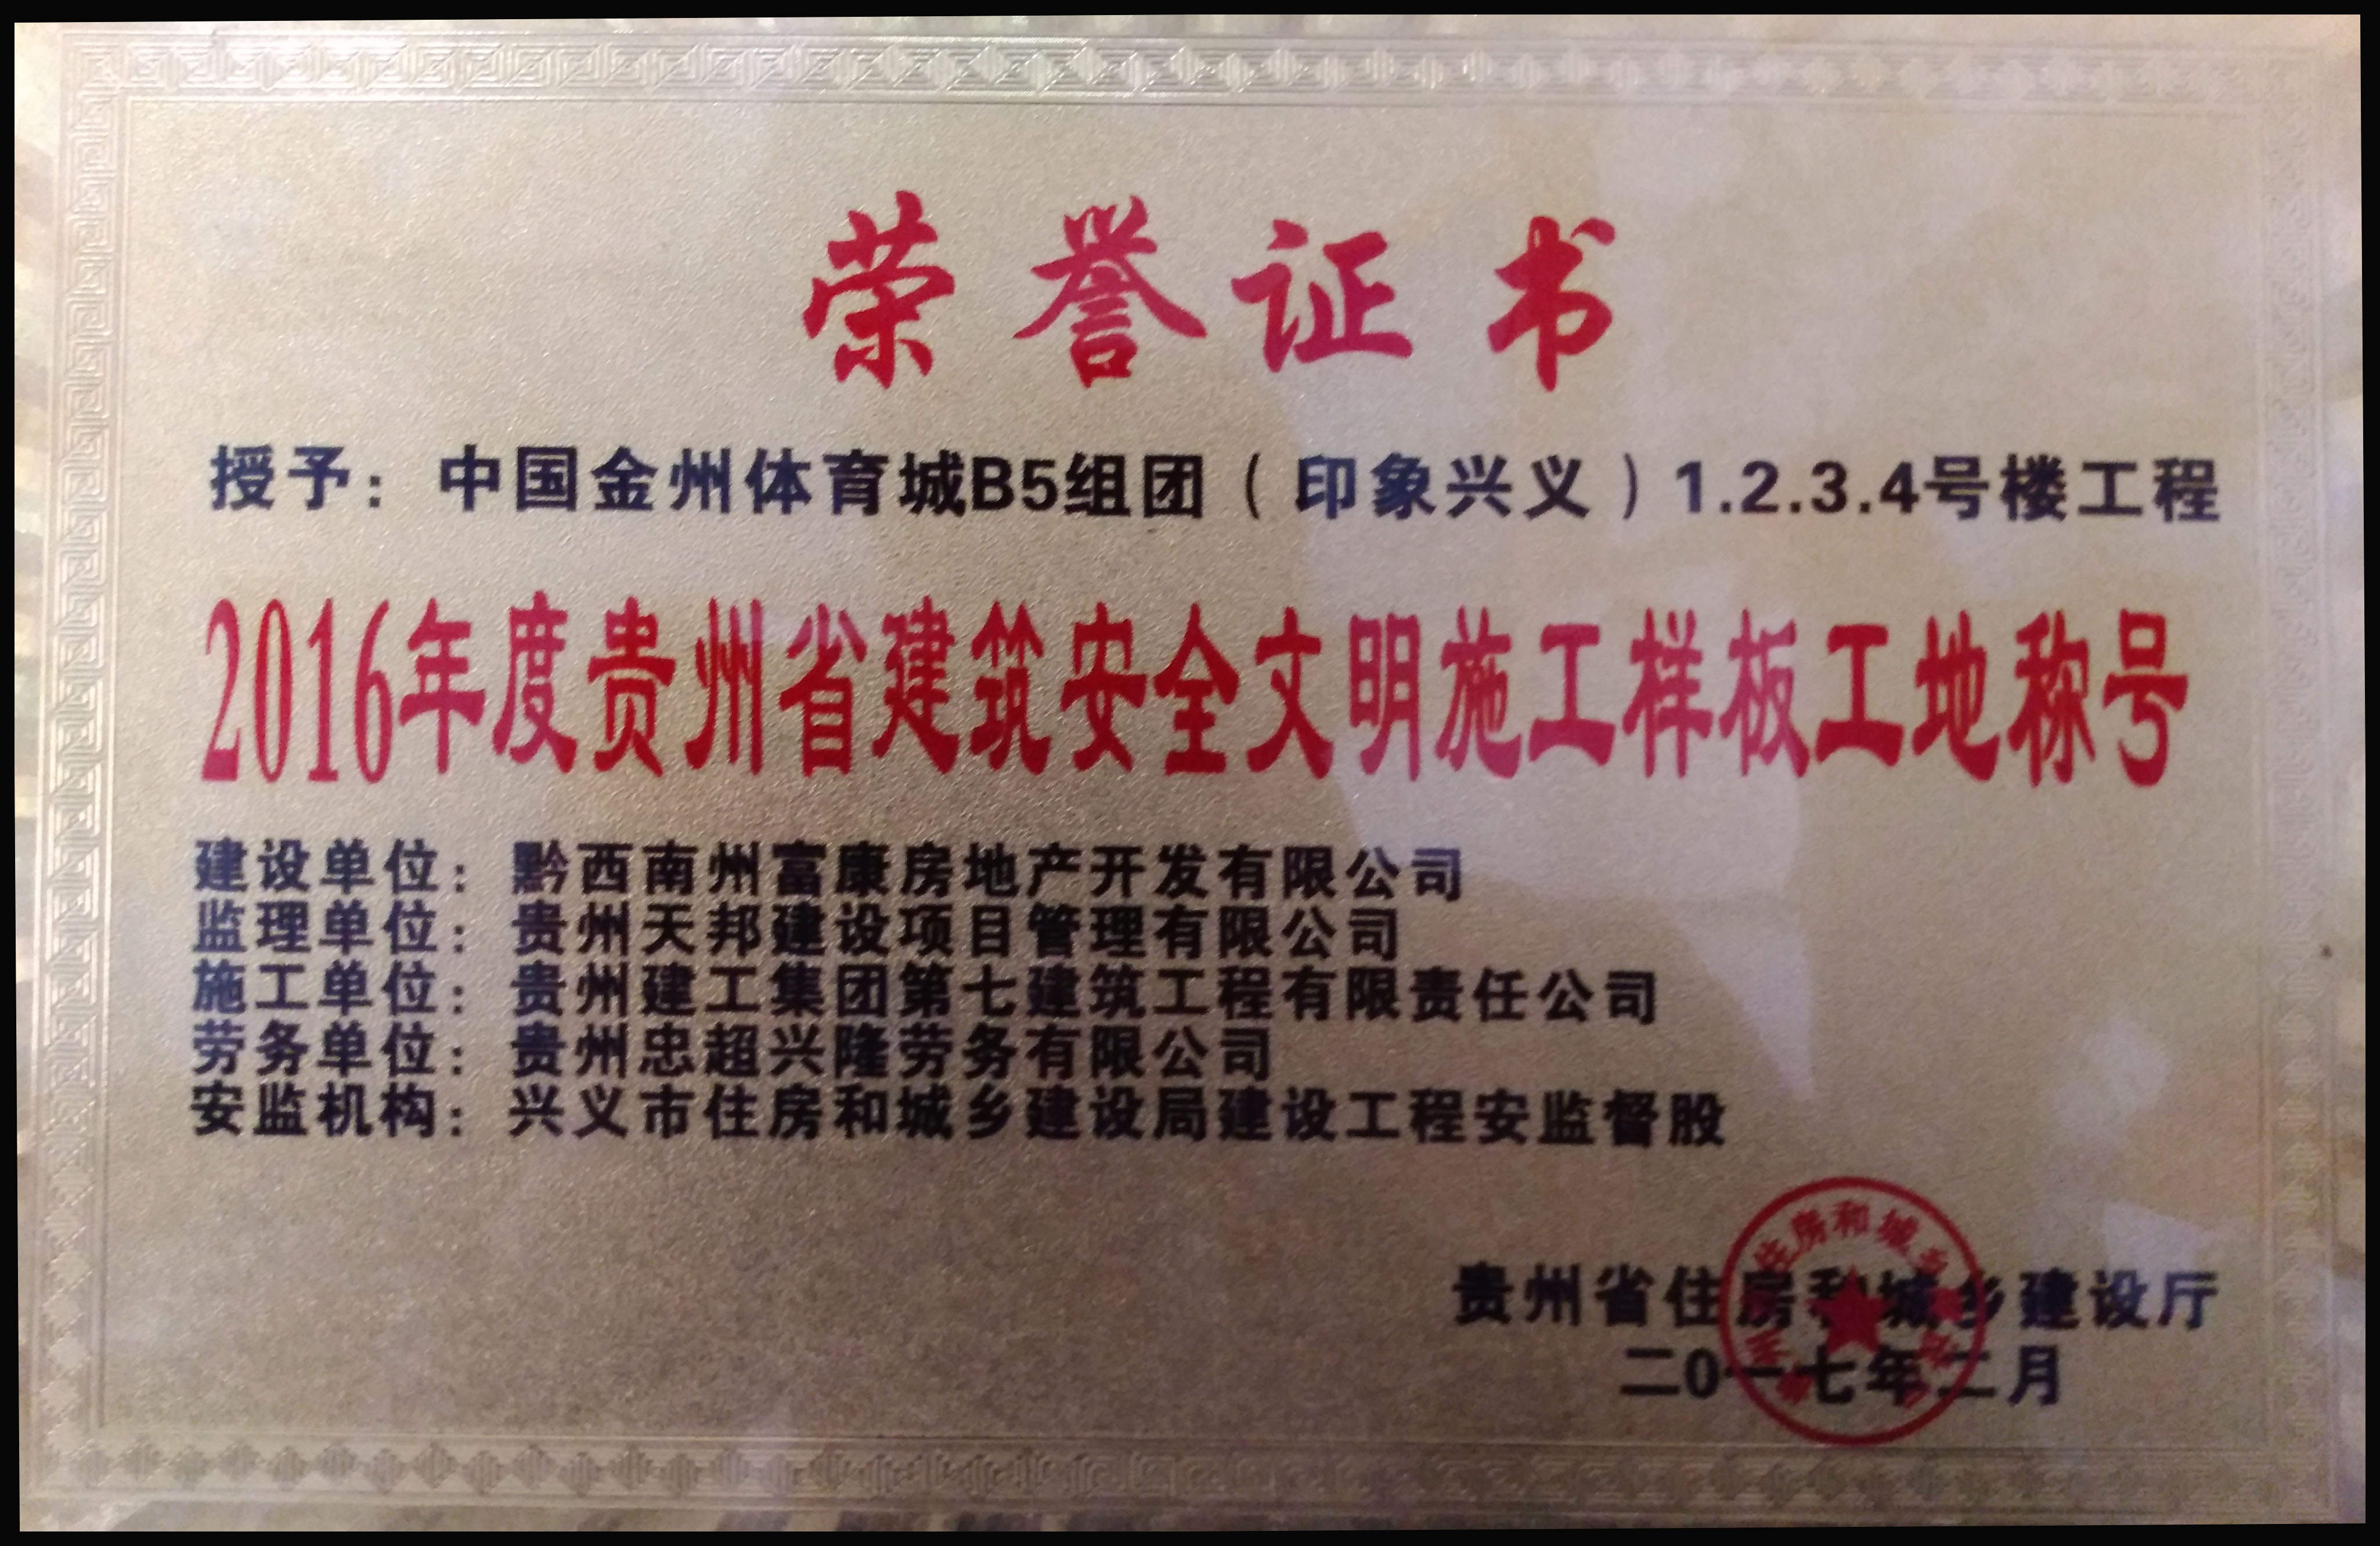 荣誉证书
授予：中国金州体育城B5组团（印象兴义）1.2.3.4号楼工程
2016年度贵州省建筑安全文明施工样板工地称号
建设单位：黔西南州富康房地产开发有限公司
监理单位：贵州天邦建设项目管理有限公司
施工单位：贵州建工集团第七建筑工程有限责任公司
劳务单位：贵州忠超兴隆劳务有限公司
安监机构：兴义市住房和城乡建设局建设工程安监督股
住房和城乡
贵州省住房和城乡建设厅
二0一七年二月